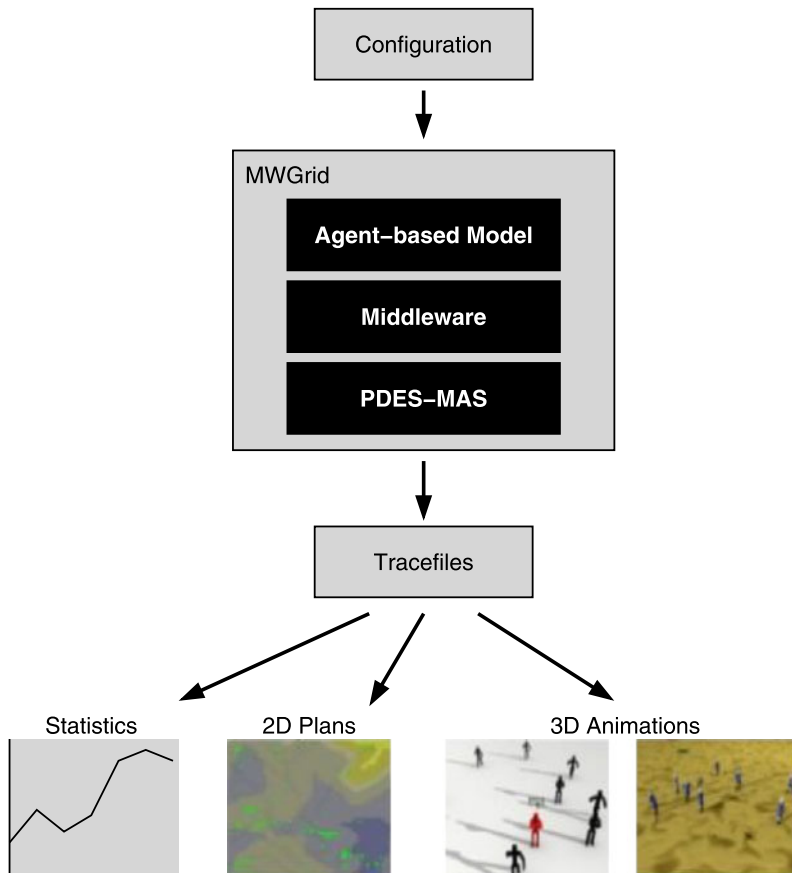 Configuration
MWGrid
Agent–based Model
Middleware
PDES–MAS
Tracefiles
Statistics
2D Plans
3D Animations